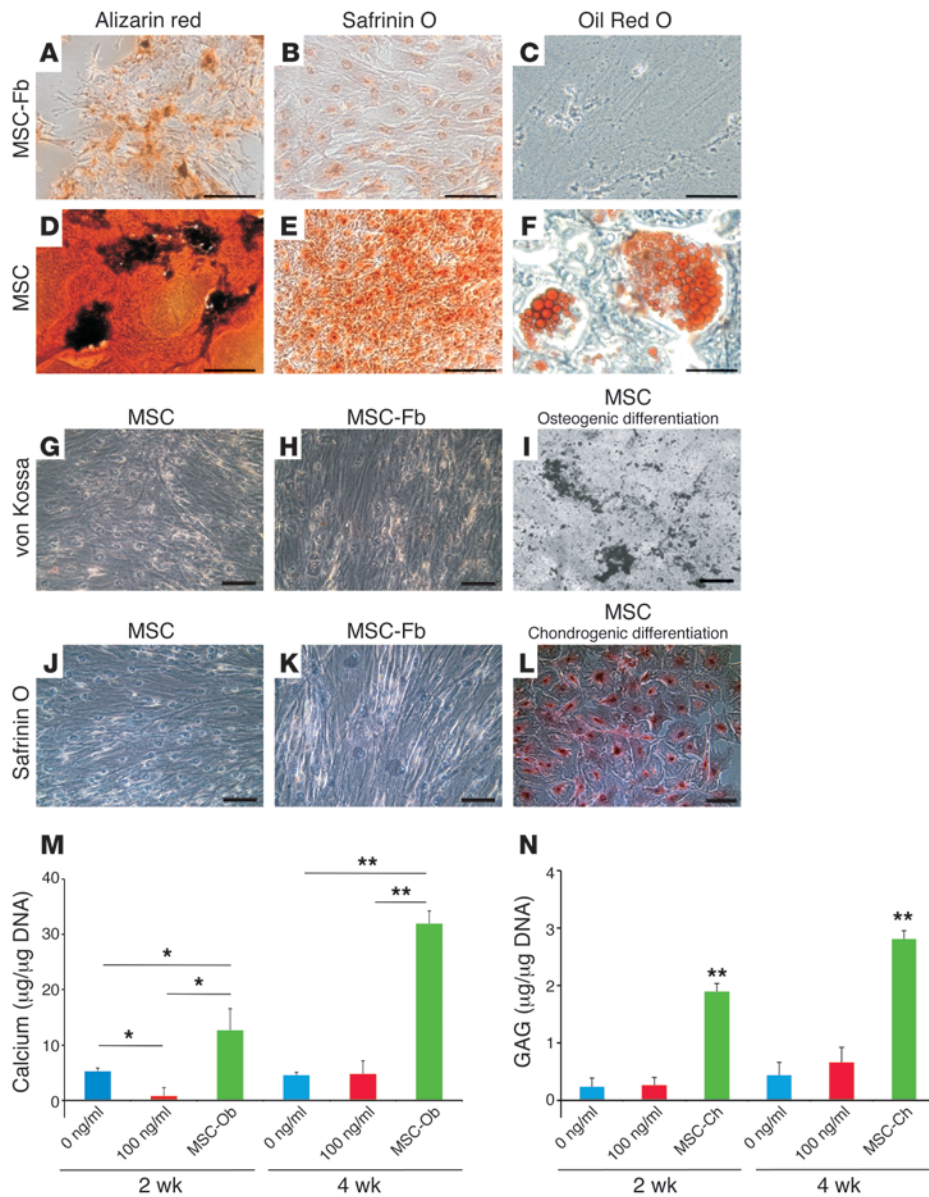 Alizarin red
Safrinin O
Oil Red O
MSC-Fb
A
B
C
MSC
D
E
F
MSC
MSC-Fb
MSC
Osteogenic differentiation
von Kossa
G
H
I
MSC
MSC-Fb
MSC
Chondrogenic differentiation
Safrinin O
J
K
L
M
Calcium (µg/µg DNA)
40
30
20
10
0
*
*
*
**
**
0 ng/ml
100 ng/ml
MSC-Ob
0 ng/ml
100 ng/ml
MSC-Ob
2 wk
4 wk
N
GAG (µg/µg DNA)
4
3
2
1
0
**
**
0 ng/ml
100 ng/ml
MSC-Ch
0 ng/ml
100 ng/ml
MSC-Ch
2 wk
4 wk